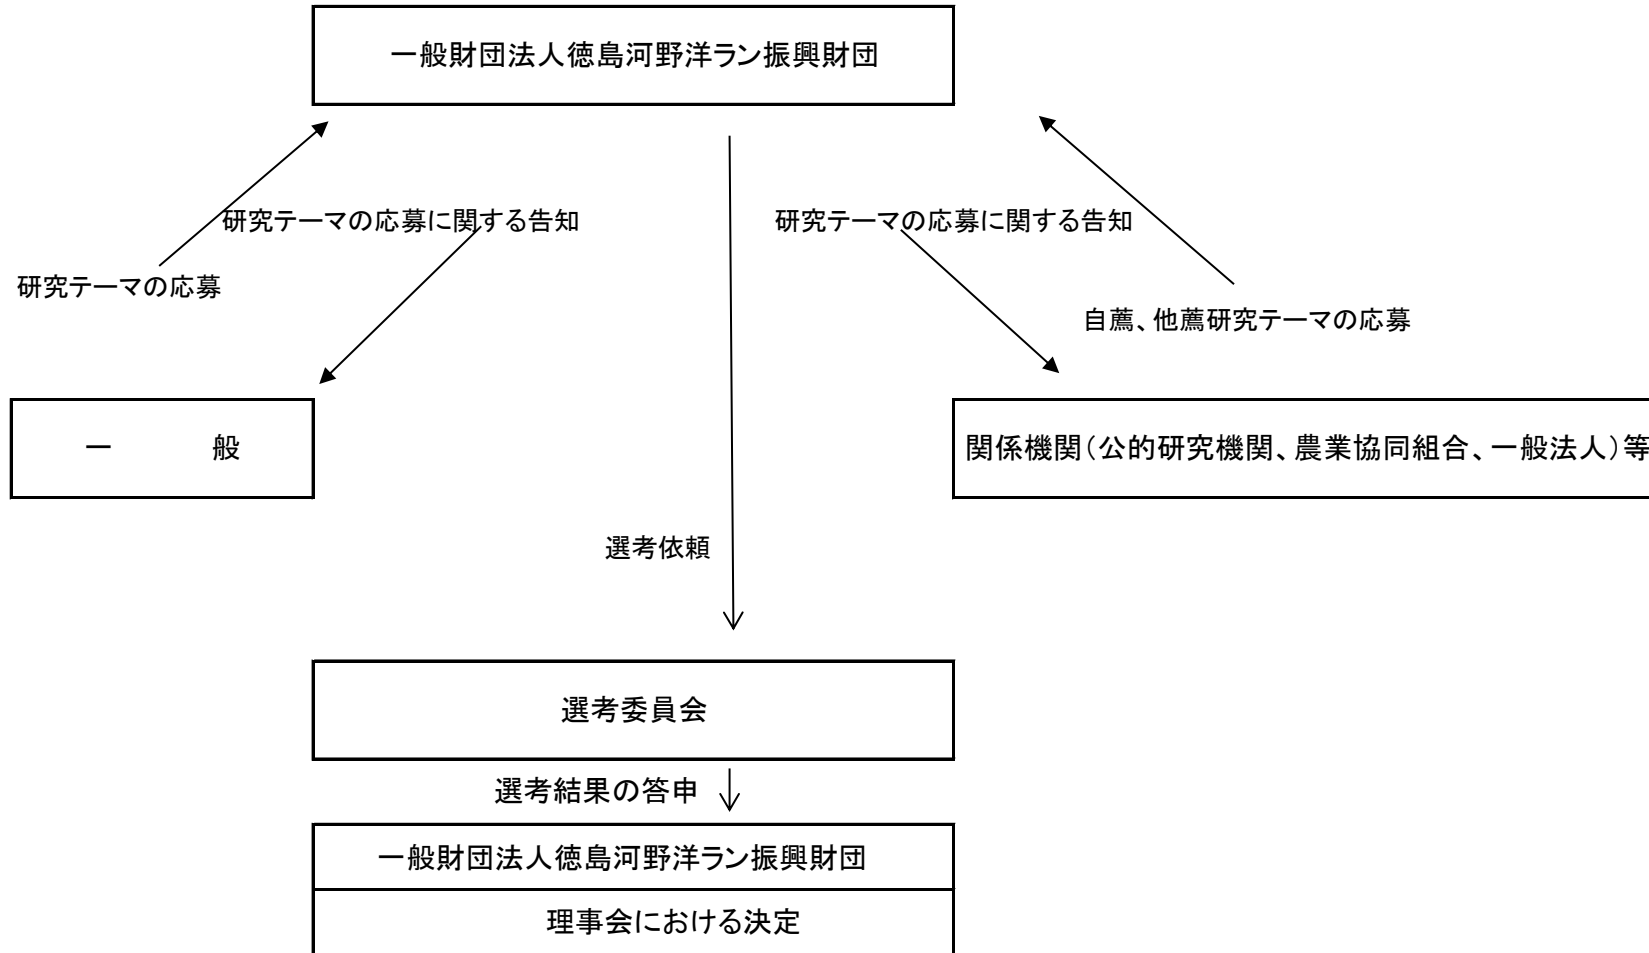 一般財団法人徳島河野洋ラン振興財団
研究テーマの応募に関する告知
研究テーマの応募に関する告知
研究テーマの応募
自薦、他薦研究テーマの応募
一　　　般
関係機関（公的研究機関、農業協同組合、一般法人）等
選考依頼
選考委員会
選考結果の答申
一般財団法人徳島河野洋ラン振興財団
理事会における決定